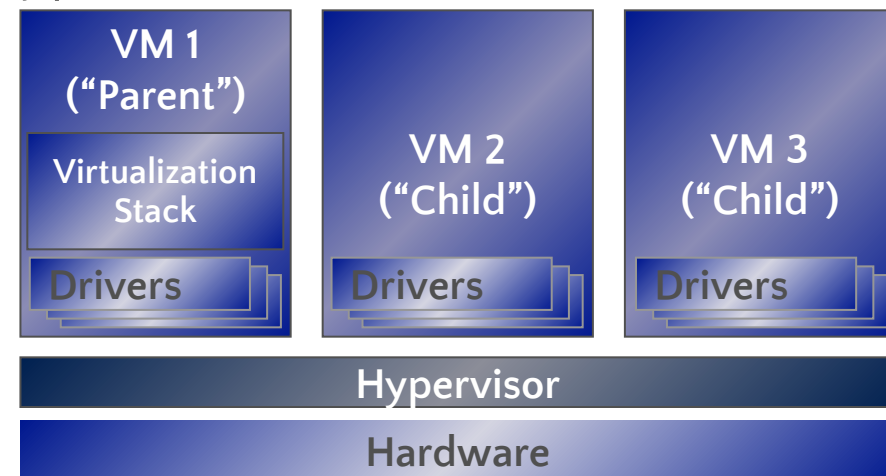 VM 1
(“Parent”)
Virtualization
Stack
Drivers
VM 2
(“Child”)
Drivers
VM 3
(“Child”)
Drivers
Hypervisor
Hardware